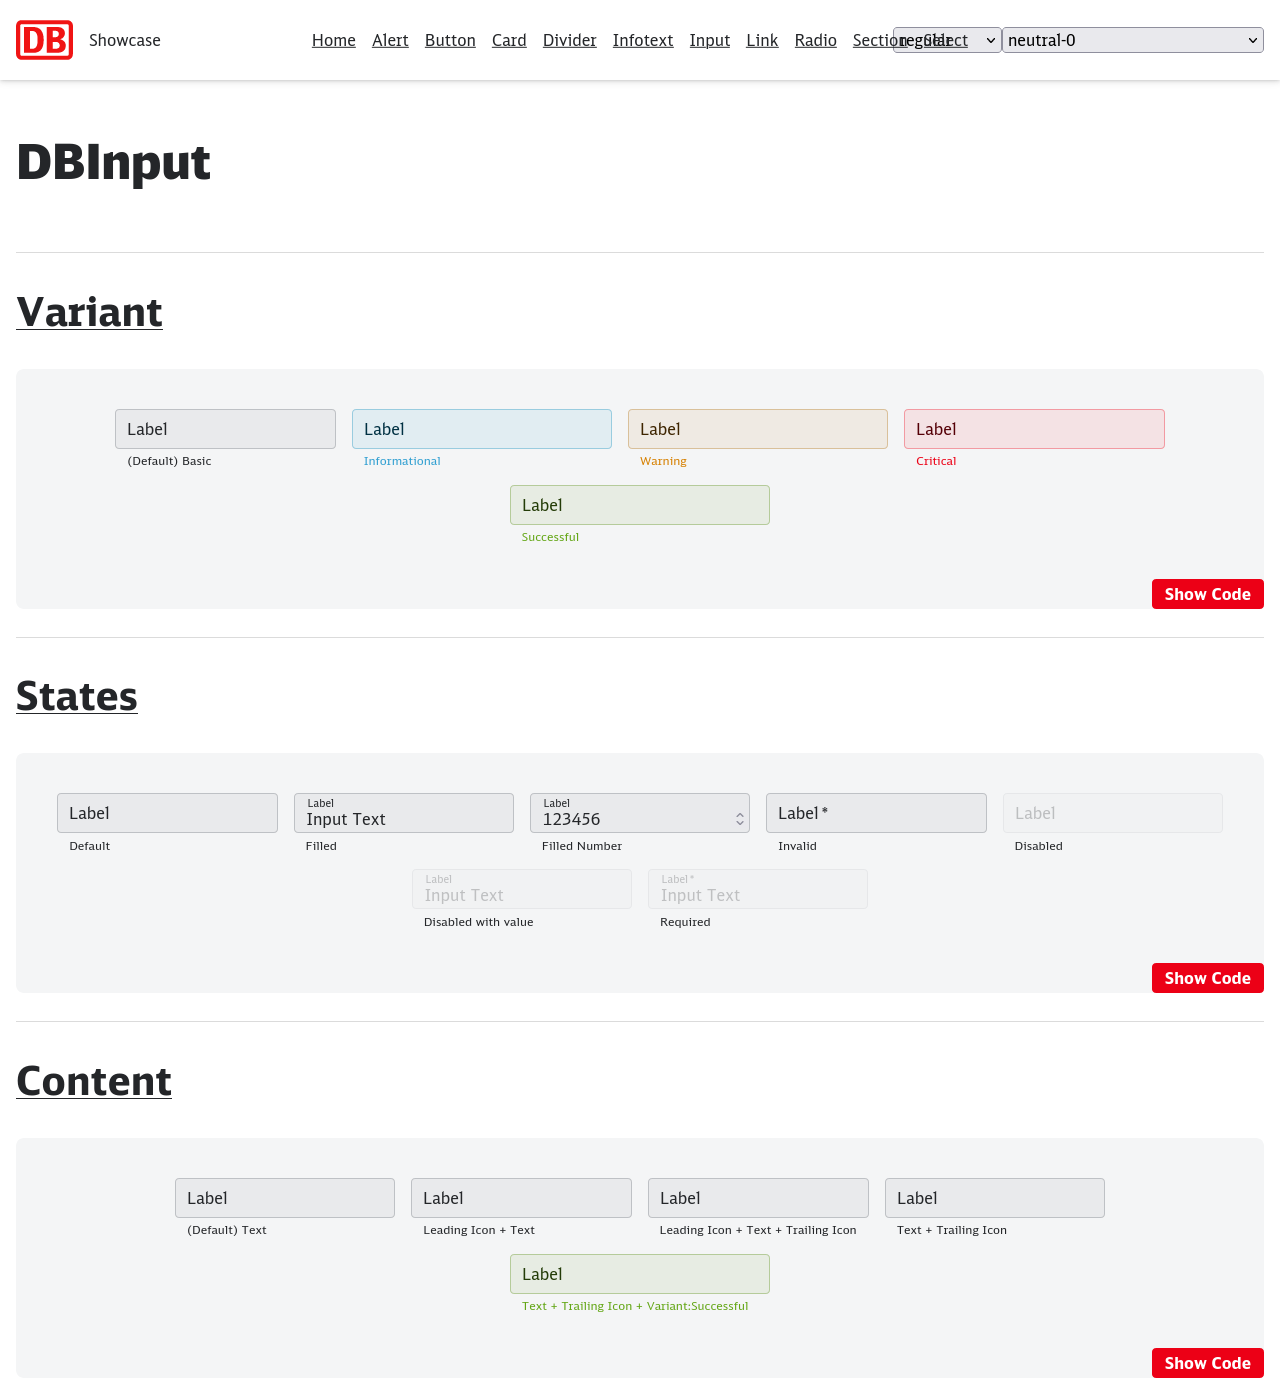 DB Showcase Home Alert Button Card Divider Infotext Input Link Radio Section Select regular neutral-0
DBInput
Variant
Label Label Label Label
(Default) Basic Informational Warning Critical
Label
Successful
Show Code
States
Label Label Label Label * Label
Input Text 123456
Default Filled Filled Number Invalid Disabled
Label Label *
Input Text Input Text
Disabled with value Required
Show Code
Content
Label Label Label Label
(Default) Text Leading Icon + Text Leading Icon + Text + Trailing Icon Text + Trailing Icon
Label
Text + Trailing Icon + Variant:Successful
Show Code